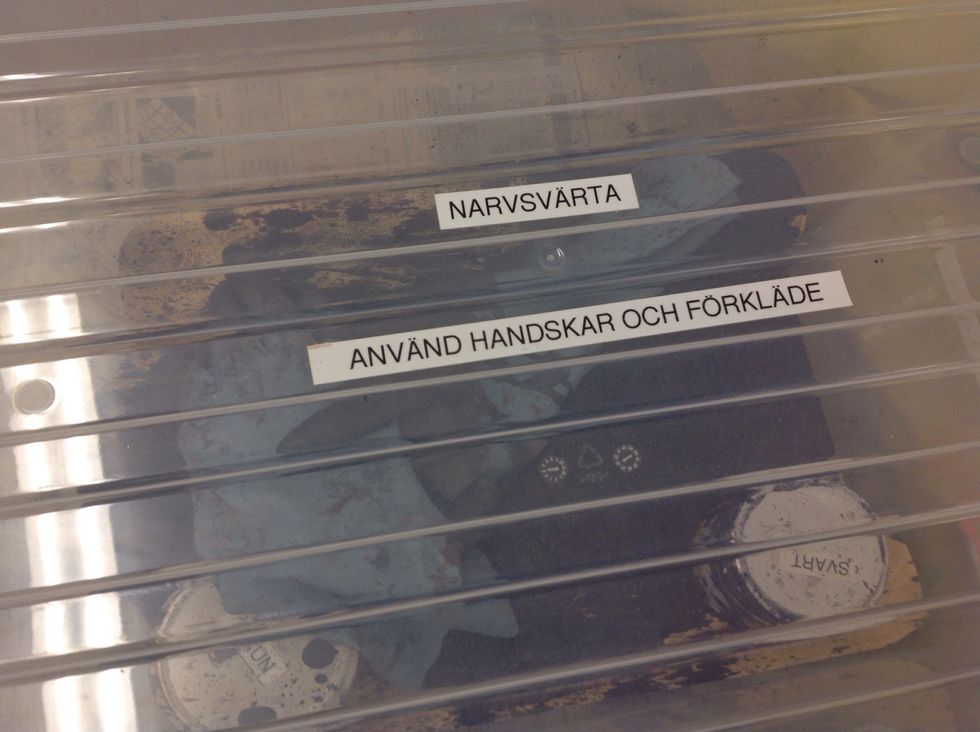 NARVSVÄRTA
ANVÄND HANDSKAR OCH FÖRKLÄDE
SVART